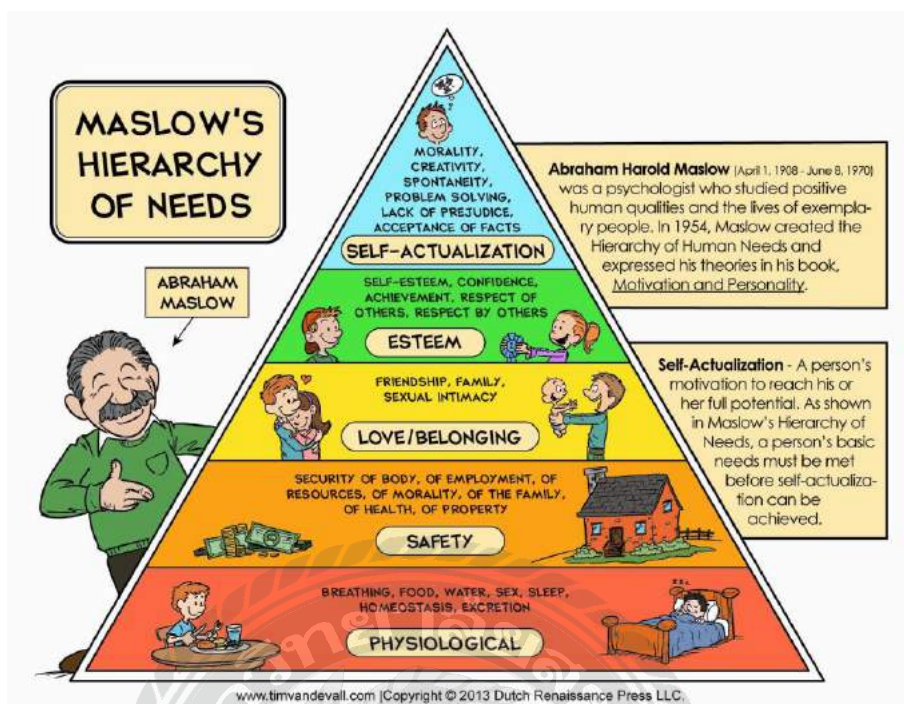 MASLOW'S
HIERARCHY
OF NEEDS
ABRAHAM
MASLOW
MORALITY,
CREATIVITY,
SPONTANEITY,
PROBLEM SOLVING,
LACK OF PREJUDICE,
ACCEPTANCE OF FACTS
SELF-ACTUALIZATION
SELF-ESTEEM, CONFIDENCE,
ACHIEVEMENT, RESPECT OF
OTHERS, RESPECT BY OTHERS
ESTEEM
FRIENDSHIP, FAMILY,
SEXUAL INTIMACY
LOVE/BELONGING
SECURITY OF BODY, OF EMPLOYMENT, OF
RESOURCES, OF MORALITY, OF THE FAMILY,
OF HEALTH, OF PROPERTY
SAFETY
BREATHING, FOOD, WATER, SEX, SLEEP,
HOMEOSTASIS, EXCRETION
PHYSIOLOGICAL
zzz
Abraham Harold Maslow (April 1, 1908 - June 8, 1970)
was a psychologist who studied positive
human qualities and the lives of exempla-
ry people. In 1954, Maslow created the
Hierarchy of Human Needs and
expressed his theories in his book,
Motivation and Personality.
Self-Actualization - A person's
motivation to reach his or
her full potential. As shown
in Maslow's Hierarchy of
Needs, a person's basic
needs must be met
before self-actualiza-
tion can be
achieved.
www.timvandevall.com |Copyright © 2013 Dutch Renaissance Press LLC.